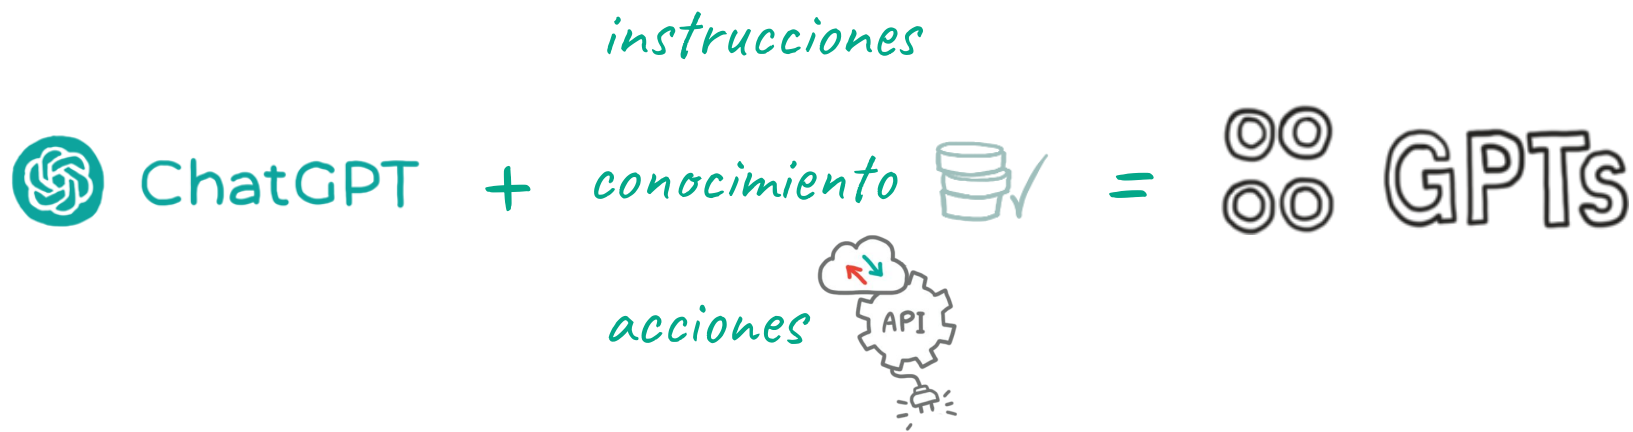 instrucciones
ChatGPT + conocimiento = GPTs
acciones
API